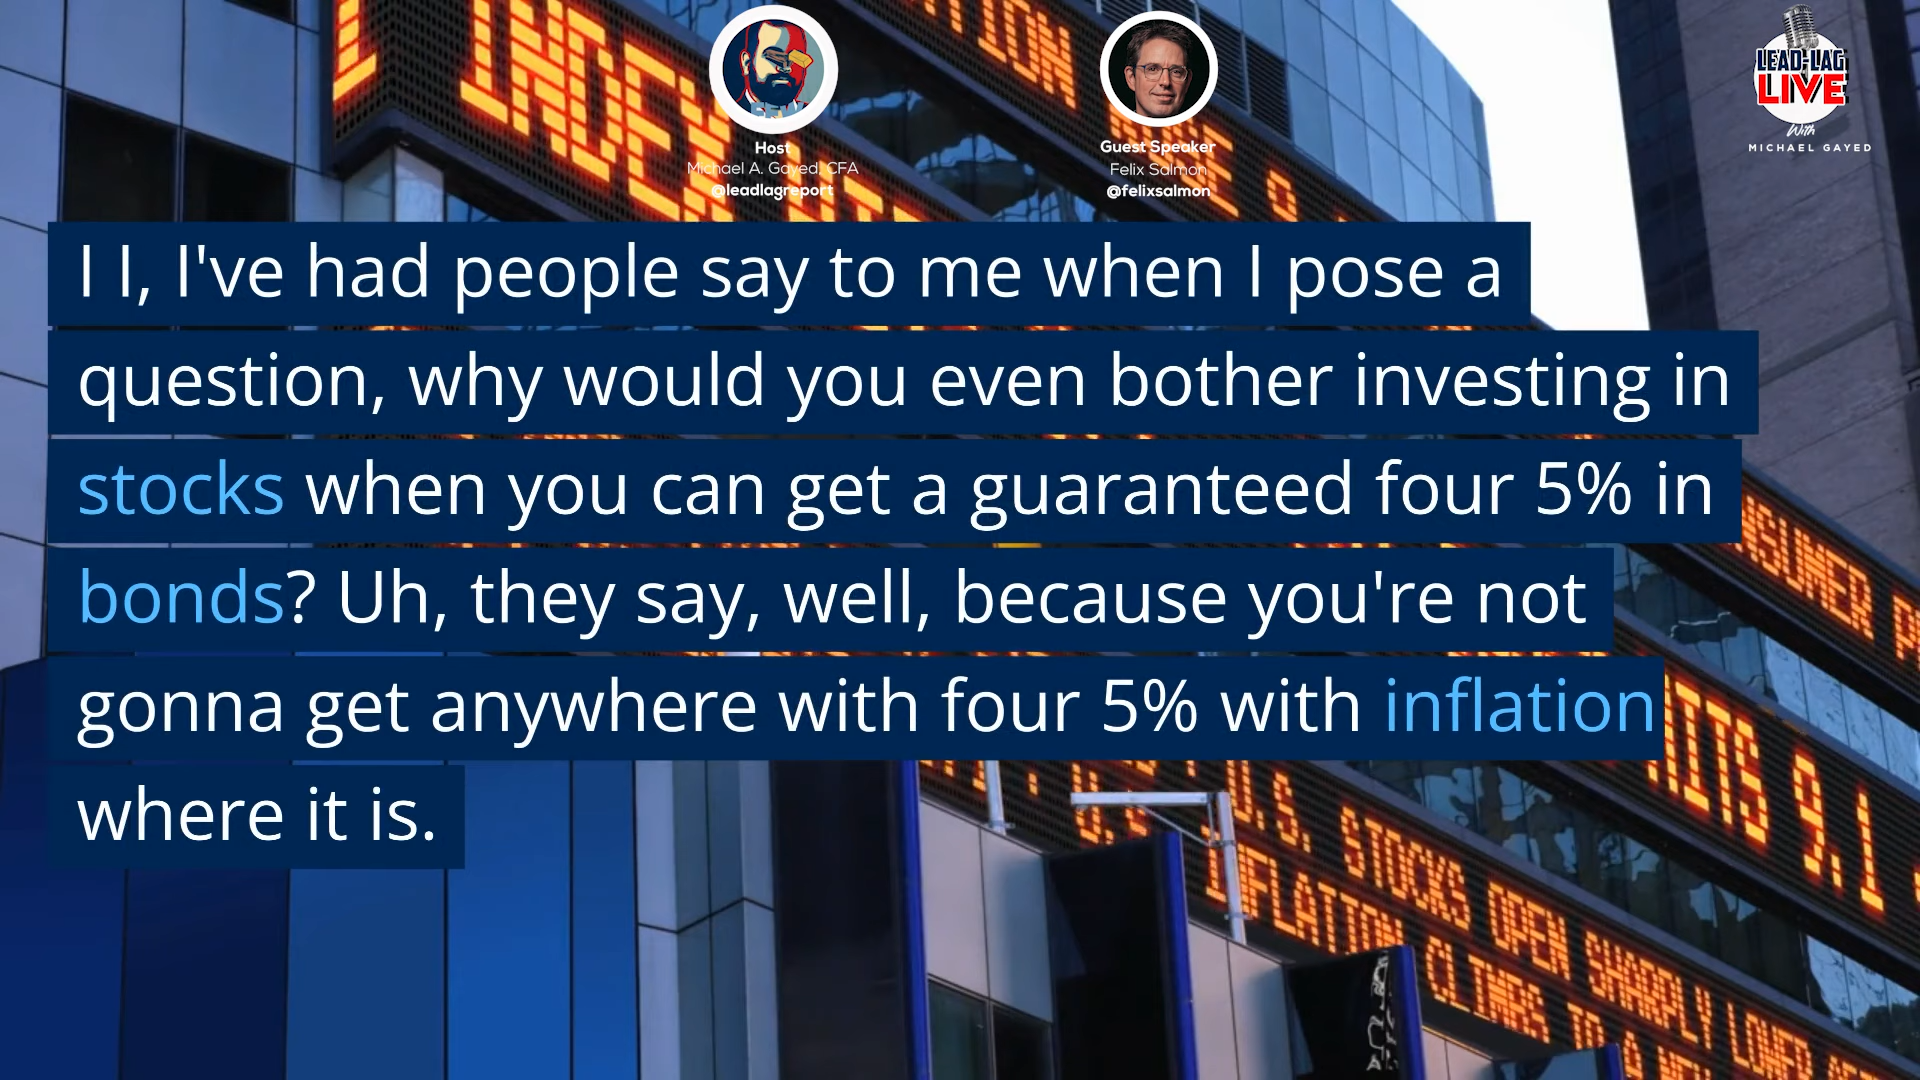 Host
Michael A. Gayed, CFA
@leadlagreport
Guest Speaker
Felix Salmon
@felixsalmon
LEAD-LAG
LIVE
With
MICHAEL GAYED
I I, I've had people say to me when I pose a
question, why would you even bother investing in
stocks when you can get a guaranteed four 5% in
bonds? Uh, they say, well, because you're not
gonna get anywhere with four 5% with inflation
where it is.
INDEX
U.S. STOCKS OPEN SHARPLY LOWER
INFLATION CLIMBS TO A